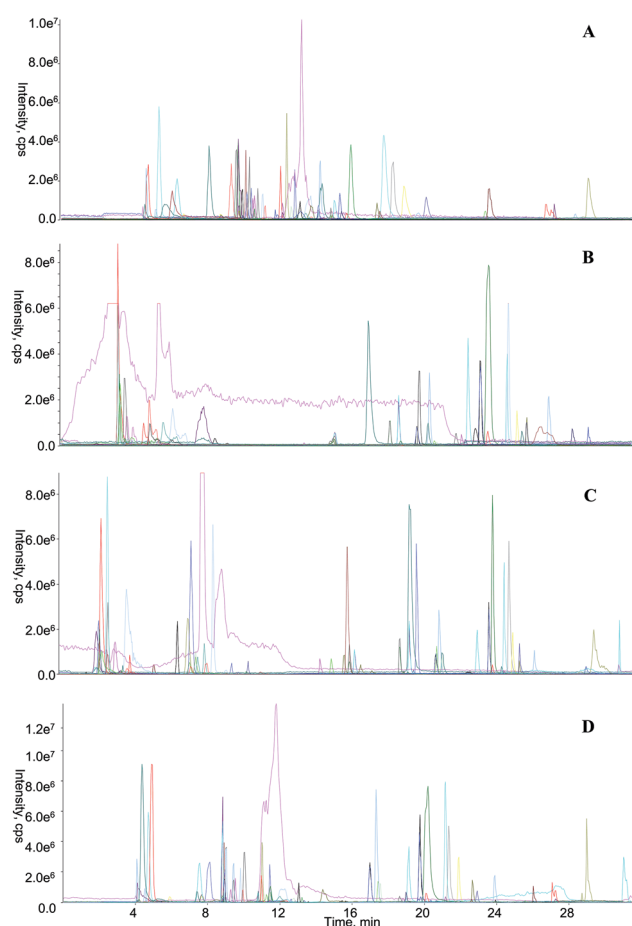 A
Intensity, cps
1.0e⁷
8.0e⁶
6.0e⁶
4.0e⁶
2.0e⁶
0.0
B
Intensity, cps
8.0e⁶
6.0e⁶
4.0e⁶
2.0e⁶
0.0
C
Intensity, cps
8.0e⁶
6.0e⁶
4.0e⁶
2.0e⁶
0.0
D
Intensity, cps
1.2e⁷
1.0e⁷
8.0e⁶
6.0e⁶
4.0e⁶
2.0e⁶
0.0
4 8 12 16 20 24 28
Time, min